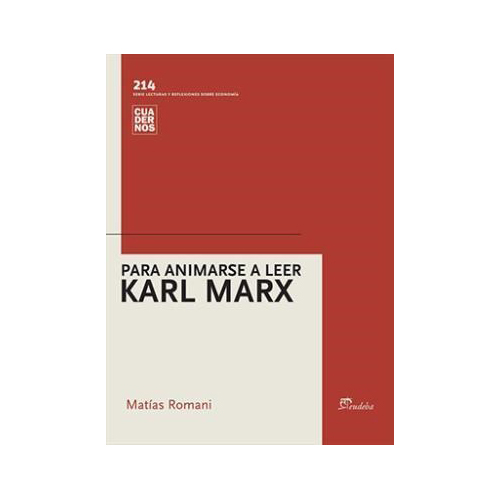 214
SERIE LECTURAS Y REFLEXIONES SOBRE ECONOMÍA
CUA
DER
NOS
PARA ANIMARSE A LEER
KARL MARX
Matías Romani
eudeba